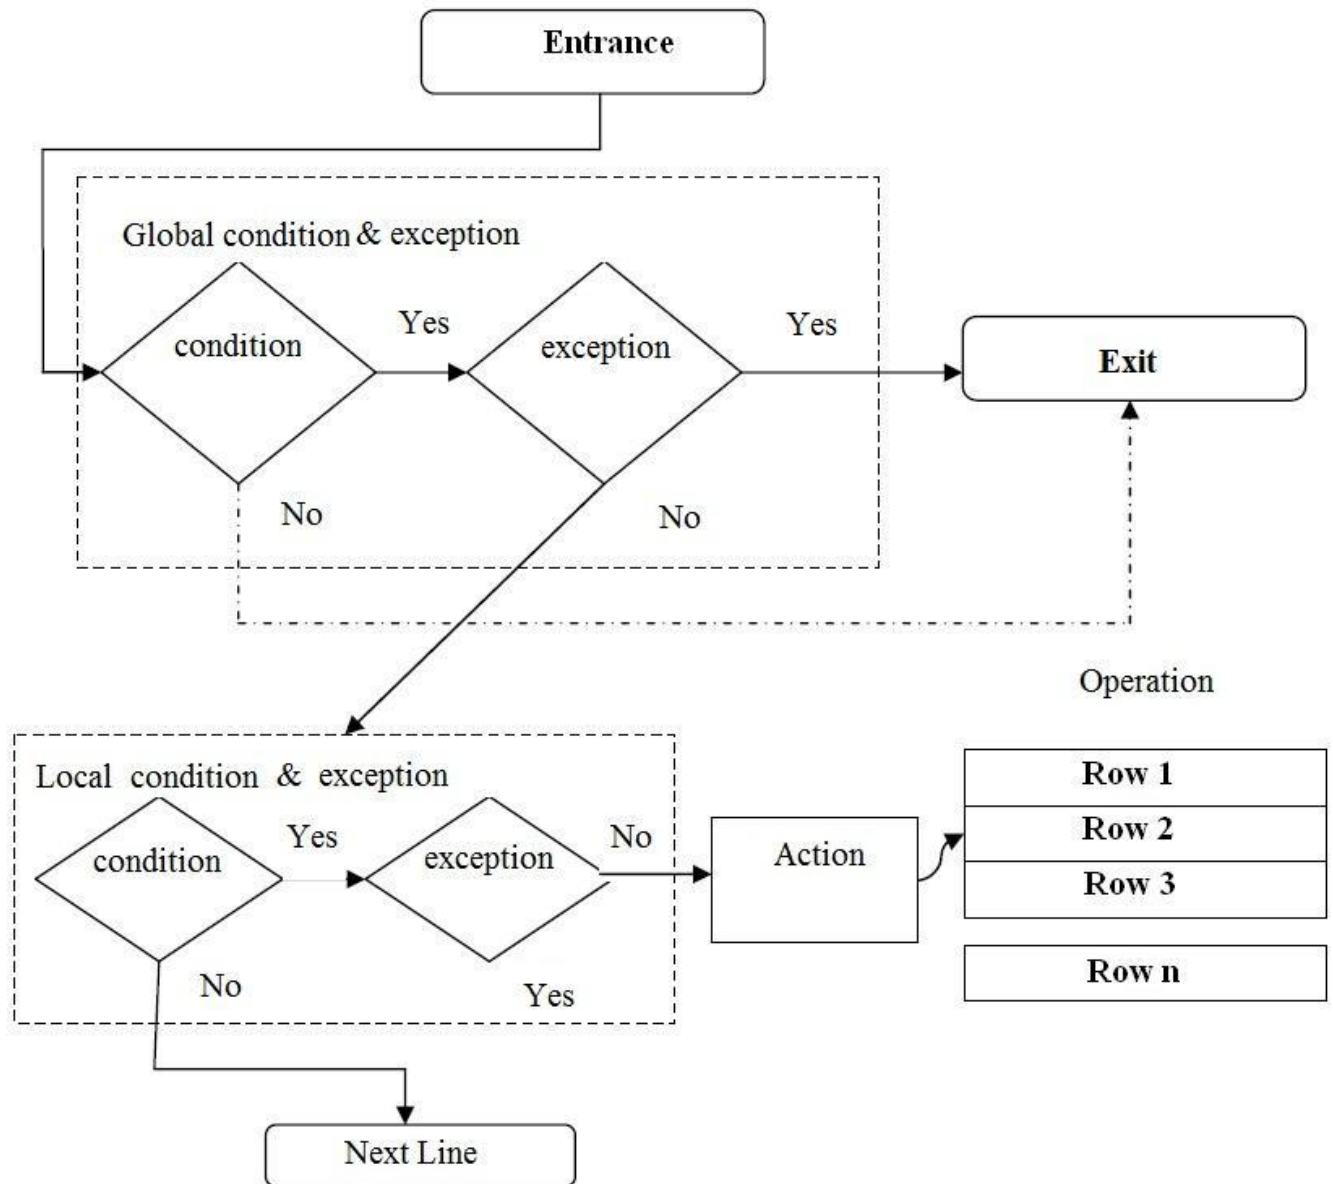 Entrance
Global condition & exception
condition
Yes
exception
Yes
Exit
No
No
Operation
Local condition & exception
condition
Yes
exception
No
Action
Row 1
Row 2
Row 3
Row n
No
Yes
Next Line